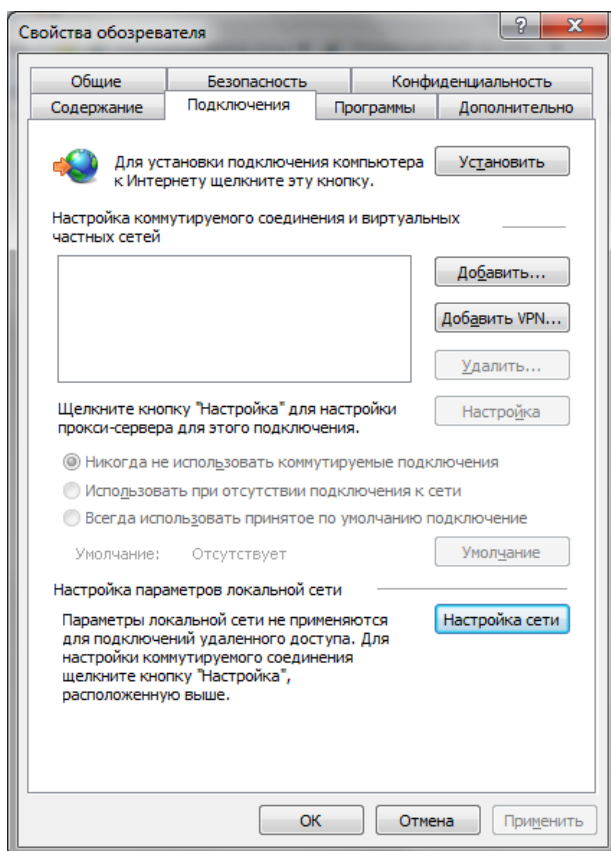 Свойства обозревателя
?
Общие
Безопасность
Конфиденциальность
Содержание
Подключения
Программы
Дополнительно
Для установки подключения компьютера
к Интернету щелкните эту кнопку.
Установить
Настройка коммутируемого соединения и виртуальных
частных сетей
Добавить...
Добавить VPN...
Удалить...
Щелкните кнопку "Настройка" для настройки
прокси-сервера для этого подключения.
Настройка
Никогда не использовать коммутируемые подключения
Использовать при отсутствии подключения к сети
Всегда использовать принятое по умолчанию подключение
Умолчание:
Отсутствует
Умолчание
Настройка параметров локальной сети
Параметры локальной сети не применяются
для подключений удаленного доступа. Для
настройки коммутируемого соединения
щелкните кнопку "Настройка",
расположенную выше.
Настройка сети
ОК
Отмена
Применить